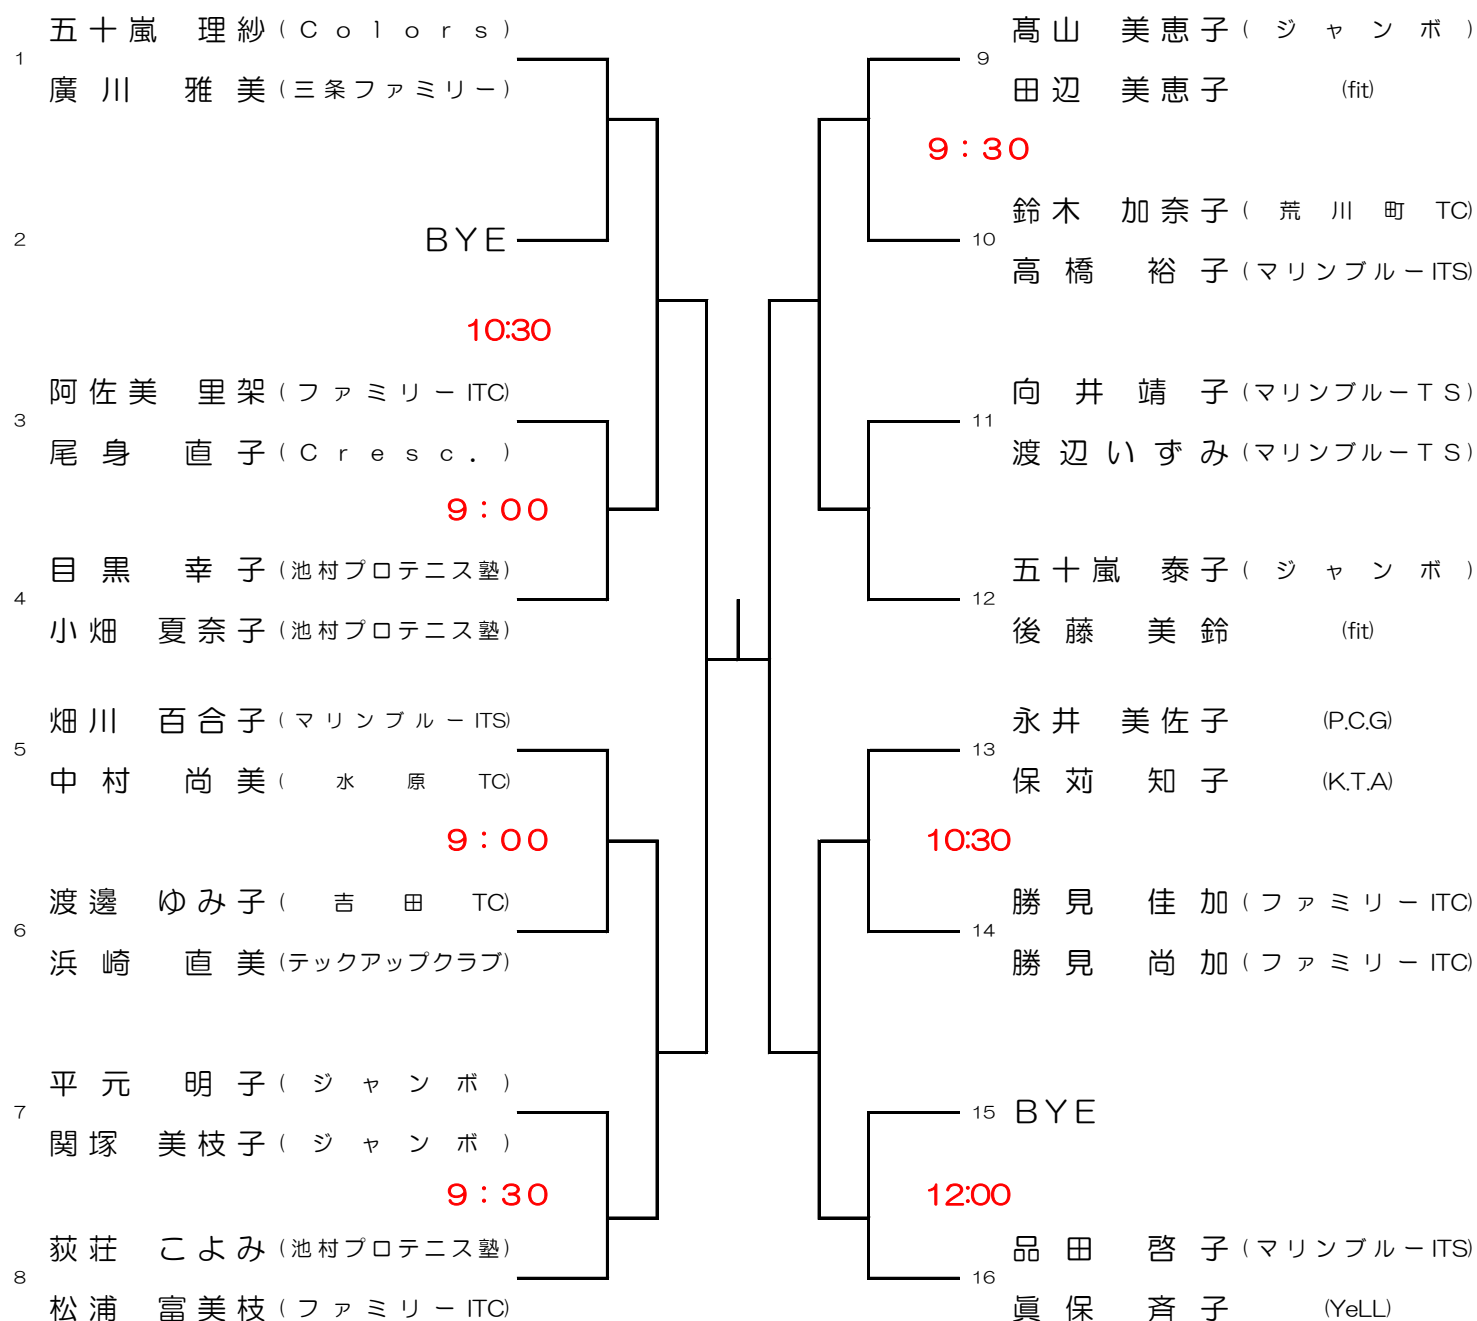 五十嵐 理紗 (Colors)
1
廣川 雅美 (三条ファミリー)
2 BYE
10:30
阿佐美 里架 (ファミリーITC)
3
尾身 直子 (Cresc.)
9:00
目黒 幸子 (池村プロテニス塾)
4
小畑 夏奈子 (池村プロテニス塾)
畑川 百合子 (マリンブルーITS)
5
中村 尚美 (水原TC)
9:00
渡邊 ゆみ子 (吉田TC)
6
浜崎 直美 (テックアップクラブ)
平元 明子 (ジャンボ)
7
関塚 美枝子 (ジャンボ)
9:30
荻荘 こよみ (池村プロテニス塾)
8
松浦 富美枝 (ファミリーITC)
髙山 美恵子 (ジャンボ)
9
田辺 美恵子 (fit)
9:30
鈴木 加奈子 (荒川町TC)
10
高橋 裕子 (マリンブルーITS)
向井 靖子 (マリンブルーTS)
11
渡辺いずみ (マリンブルーTS)
五十嵐 泰子 (ジャンボ)
12
後藤 美鈴 (fit)
永井 美佐子 (P.C.G)
13
保苅 知子 (K.T.A)
10:30
勝見 佳加 (ファミリーITC)
14
勝見 尚加 (ファミリーITC)
15 BYE
12:00
品田 啓子 (マリンブルーITS)
16
眞保 斉子 (YeLL)